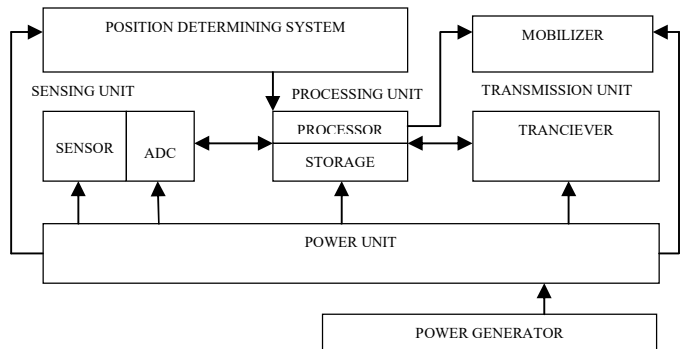 POSITION DETERMINING SYSTEM
MOBILIZER
SENSING UNIT
PROCESSING UNIT
TRANSMISSION UNIT
SENSOR
ADC
PROCESSOR
STORAGE
TRANCIEVER
POWER UNIT
POWER GENERATOR